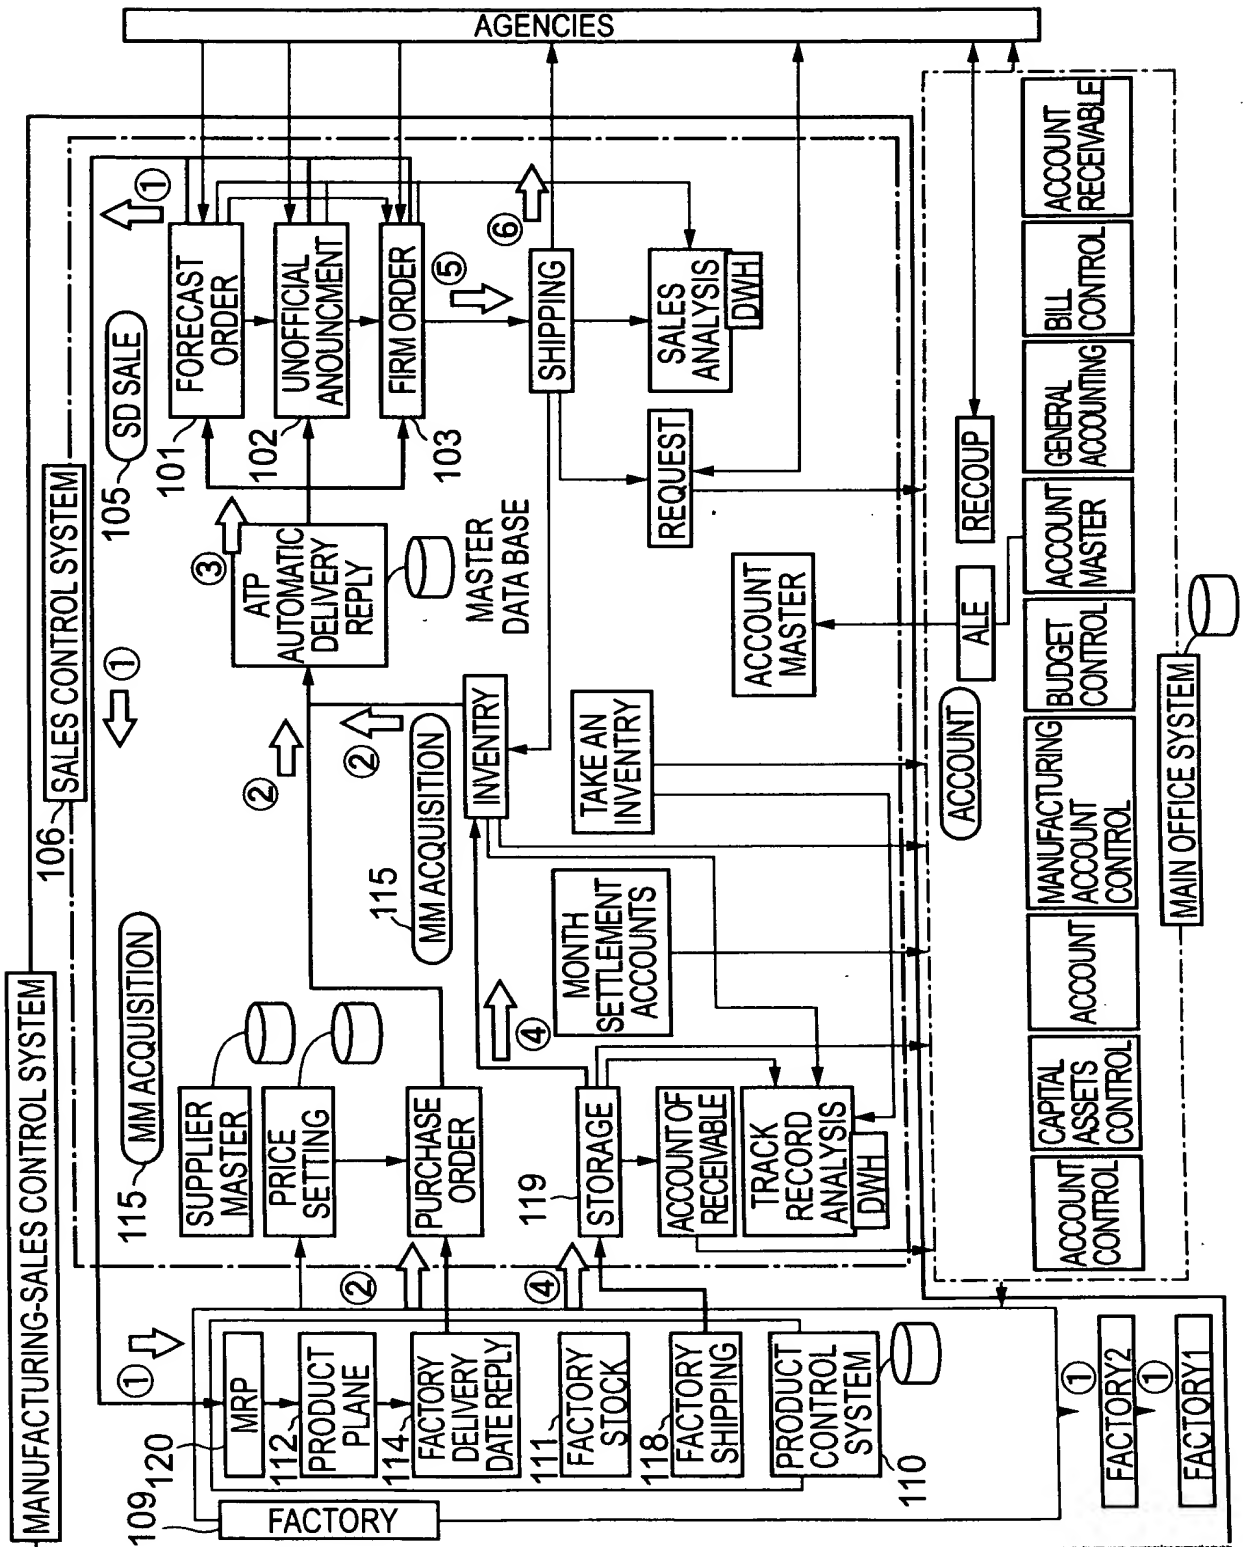 AGENCIES
MANUFACTURING-SALES CONTROL SYSTEM
106
SALES CONTROL SYSTEM
①
①
105
SD SALE
101
FORECAST
ORDER
102
UNOFFICIAL
ANOUNCMENT
103
FIRM ORDER
⑤
⑥
SHIPPING
SALES
ANALYSIS
DWH
REQUEST
③
ATP
AUTOMATIC
DELIVERY
REPLY
MASTER
DATA BASE
ACCOUNT
MASTER
②
②
115
MM ACQUISITION
INVENTRY
TAKE AN
INVENTRY
MONTH
SETTLEMENT
ACCOUNTS
115
MM ACQUISITION
SUPPLIER
MASTER
PRICE
SETTING
PURCHASE
ORDER
④
119
STORAGE
ACCOUNT OF
RECEIVABLE
TRACK
RECORD
ANALYSIS
DWH
①
②
④
109
FACTORY
120
MRP
112
PRODUCT
PLANE
114
FACTORY
DELIVERY
DATE REPLY
111
FACTORY
STOCK
118
FACTORY
SHIPPING
110
PRODUCT
CONTROL
SYSTEM
①
FACTORY2
①
FACTORY1
ACCOUNT
ALE
RECOUP
ACCOUNT
RECEIVABLE
BILL
CONTROL
GENERAL
ACCOUNTING
ACCOUNT
MASTER
BUDGET
CONTROL
MANUFACTURING
ACCOUNT
CONTROL
ACCOUNT
CAPITAL
ASSETS
CONTROL
ACCOUNT
CONTROL
MAIN OFFICE SYSTEM